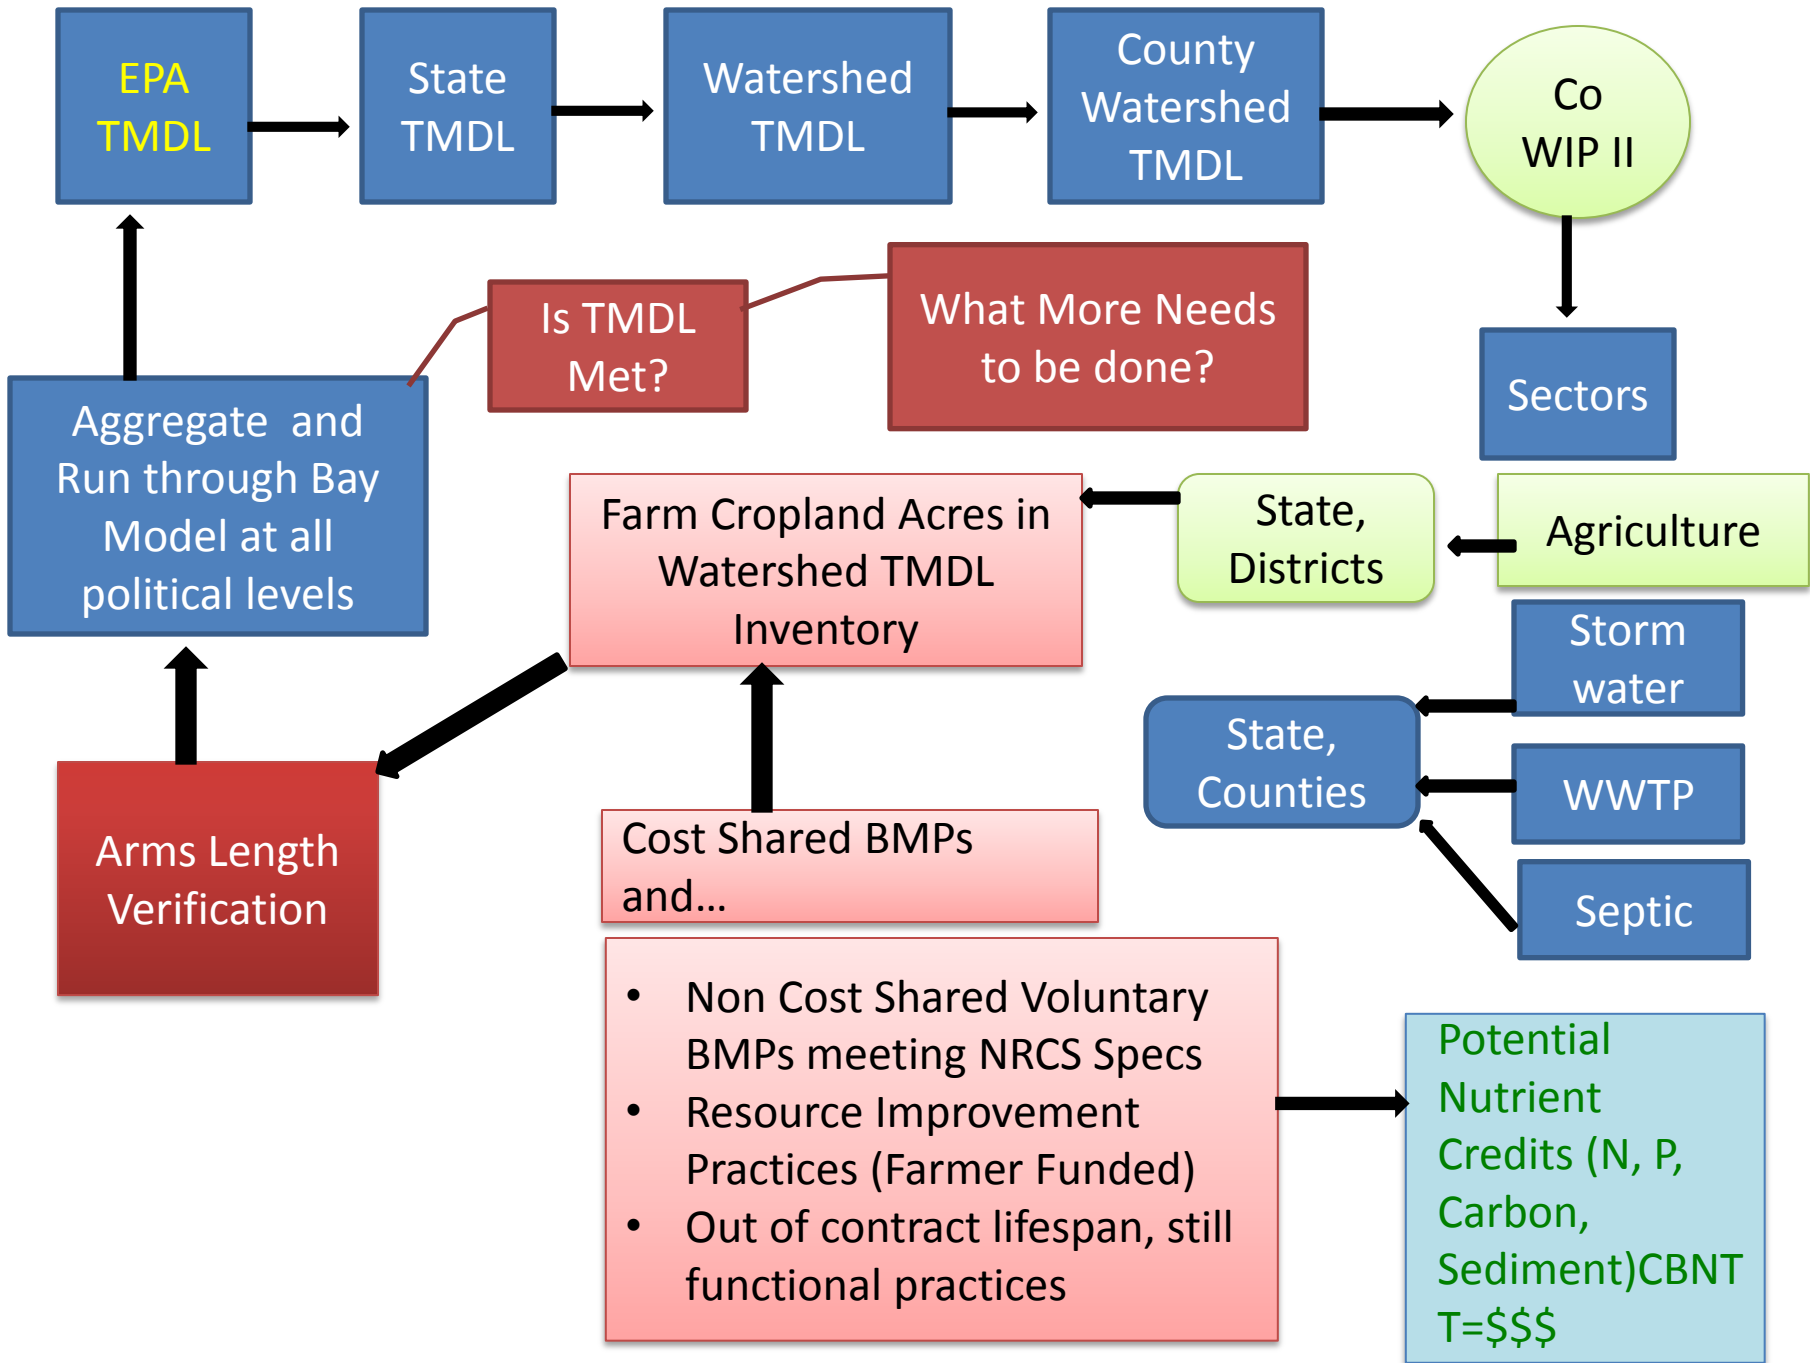 EPA
TMDL
State
TMDL
Watershed
TMDL
County
Watershed
TMDL
Co
WIP II
Is TMDL
Met?
What More Needs
to be done?
Sectors
Aggregate  and
Run through Bay
Model at all
political levels
Farm Cropland Acres in
Watershed TMDL
Inventory
State,
Districts
Agriculture
Storm
water
State,
Counties
WWTP
Septic
Arms Length
Verification
Cost Shared BMPs
and...
• Non Cost Shared Voluntary
BMPs meeting NRCS Specs
• Resource Improvement
Practices (Farmer Funded)
• Out of contract lifespan, still
functional practices
Potential
Nutrient
Credits (N, P,
Carbon,
Sediment)CBNT
T=$$$